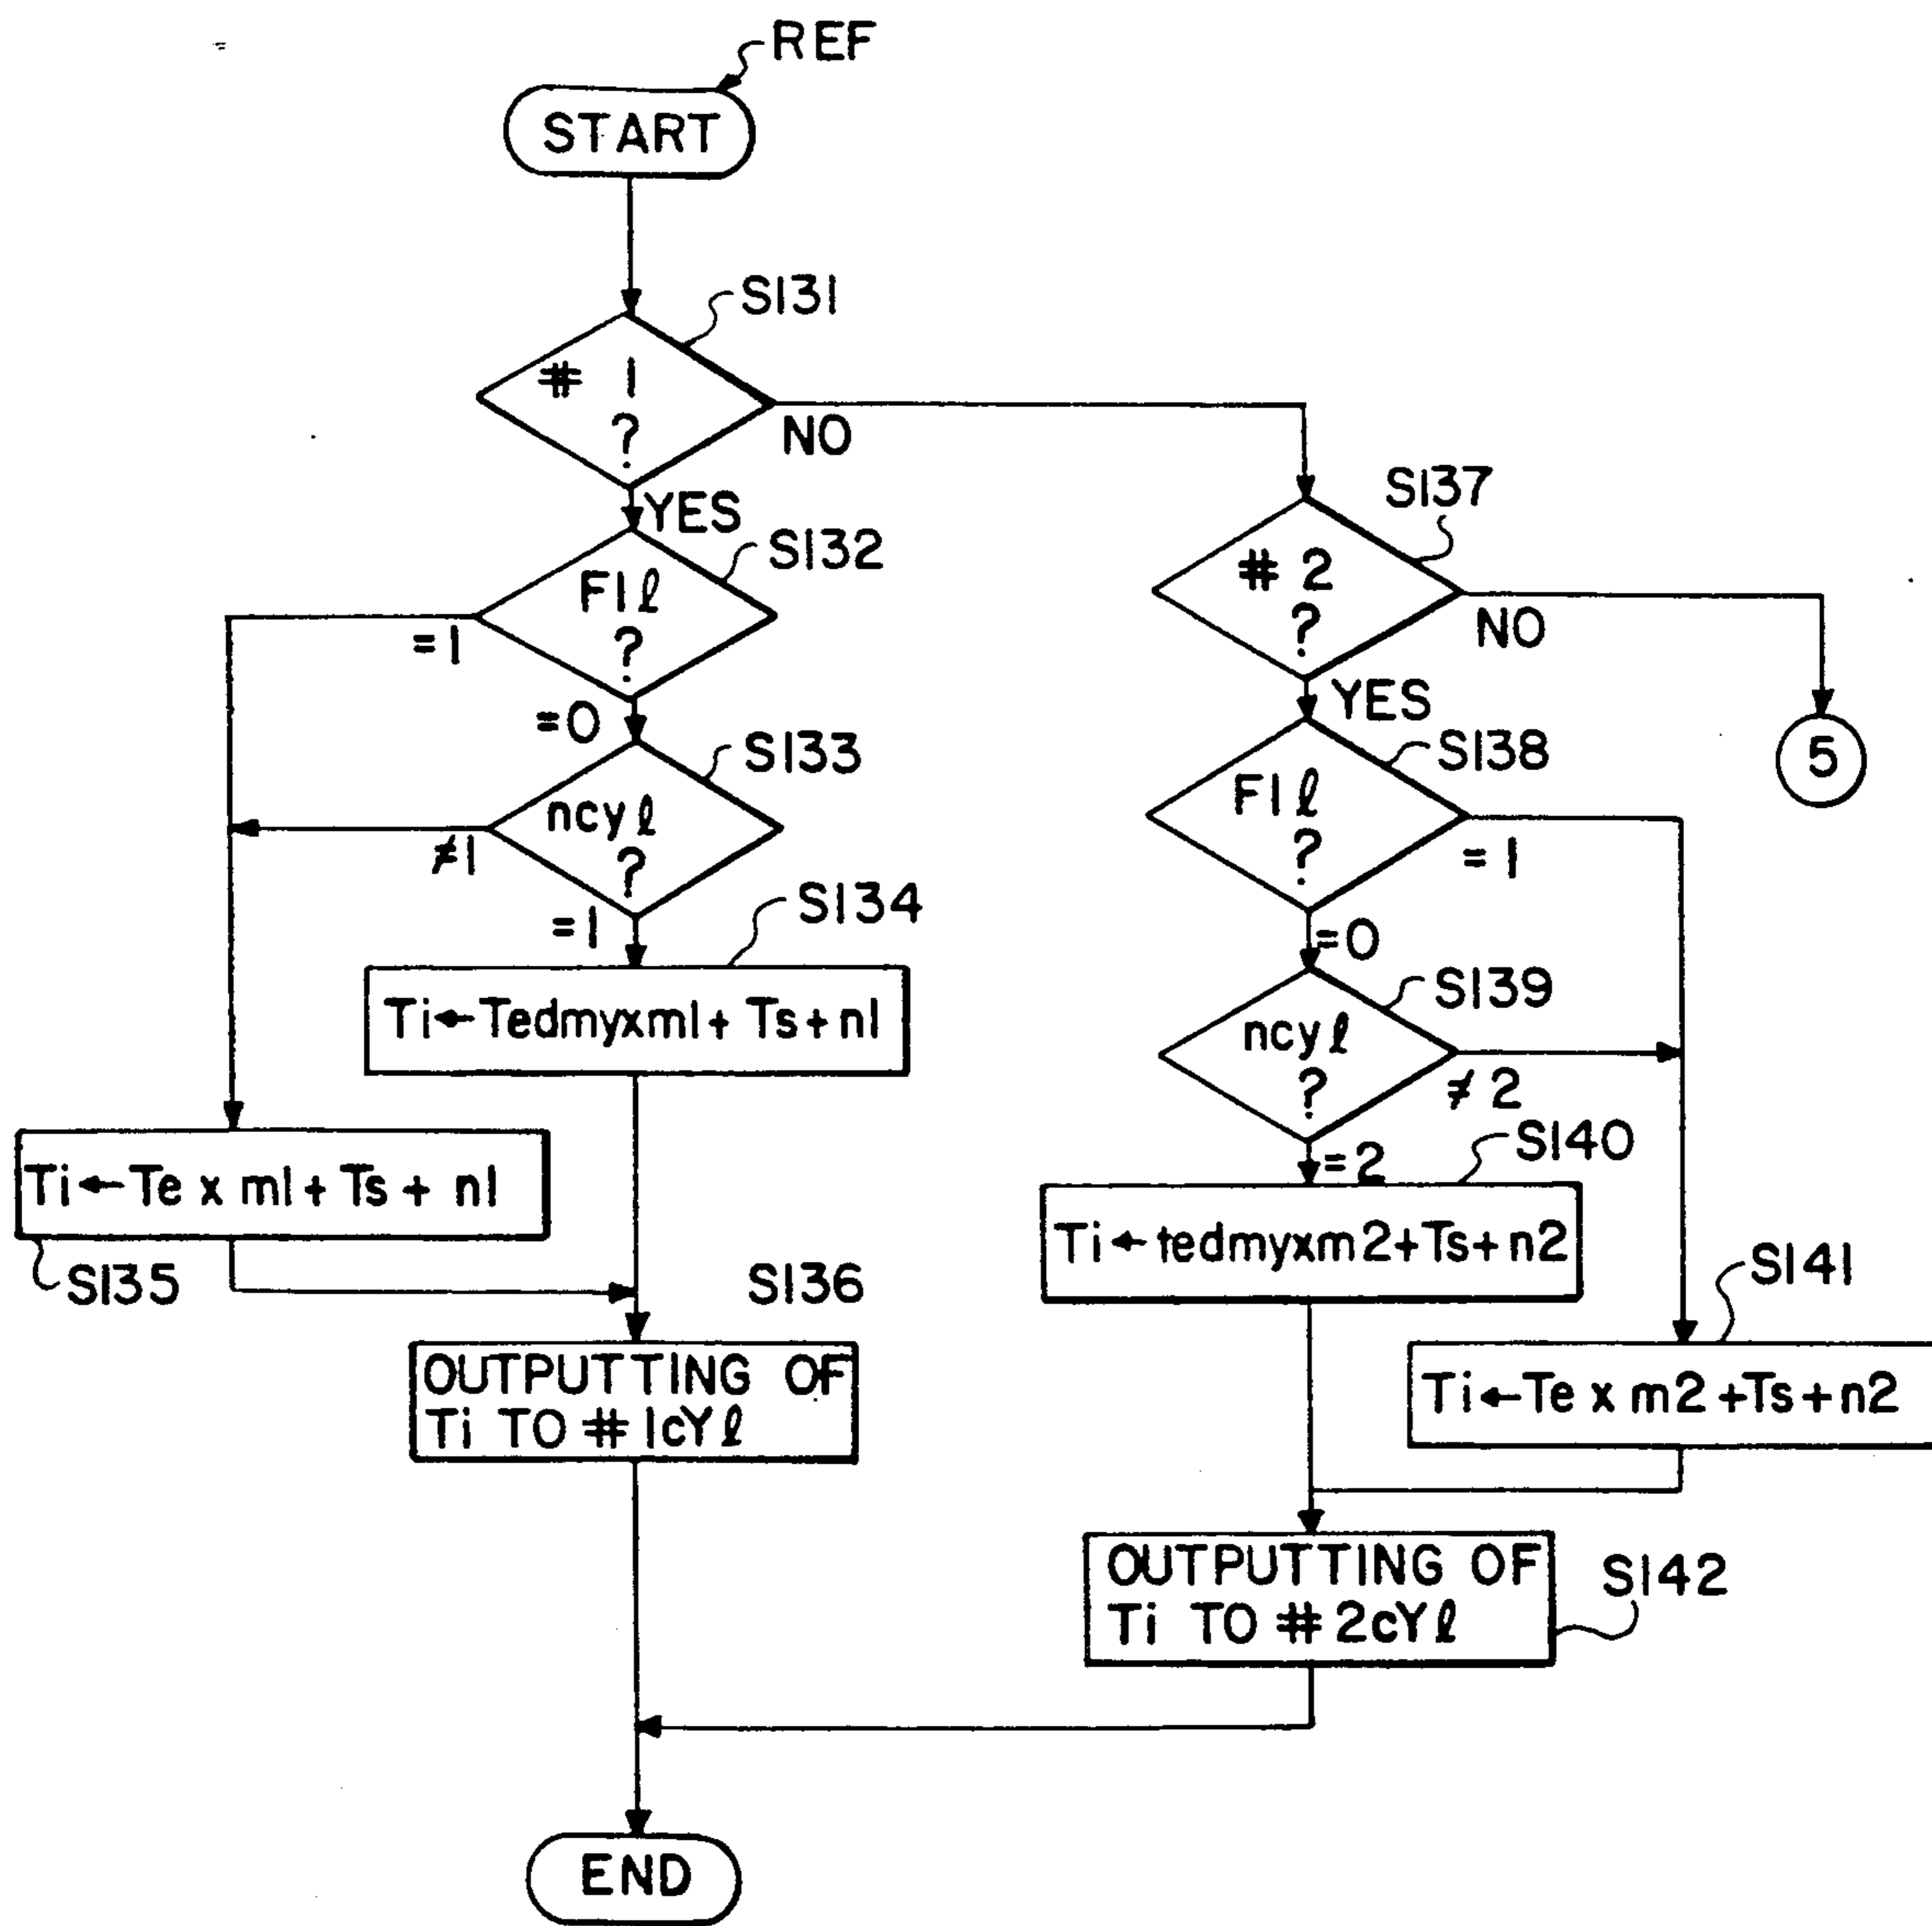 REF
START
S131
# 1
?
NO
YES
S132
F1ℓ
?
=1
=0
S133
ncyℓ
?
≠1
=1
S134
Ti←Tedmyxm1+Ts+n1
Ti←Te x m1+Ts+n1
S135
S136
OUTPUTTING OF
Ti TO #1cYℓ
S137
# 2
?
NO
YES
5
S138
F1ℓ
?
=1
=0
S139
ncyℓ
?
≠2
=2
S140
Ti←tedmyxm2+Ts+n2
S141
Ti←Te x m2+Ts+n2
OUTPUTTING OF
Ti TO #2cYℓ
S142
END